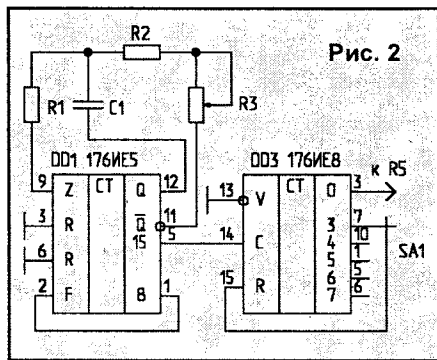 Рис. 2
R2
R1
C1
R3
DD1 176ИЕ5
DD3 176ИЕ8
9 Z CT Q 12
3 R Q 11
15 5
6 R
2 F 8 1
13 V CT 0 3 к R5
3 7
14 C 4 10
5 1 SA1
15 R 6 5
7 6